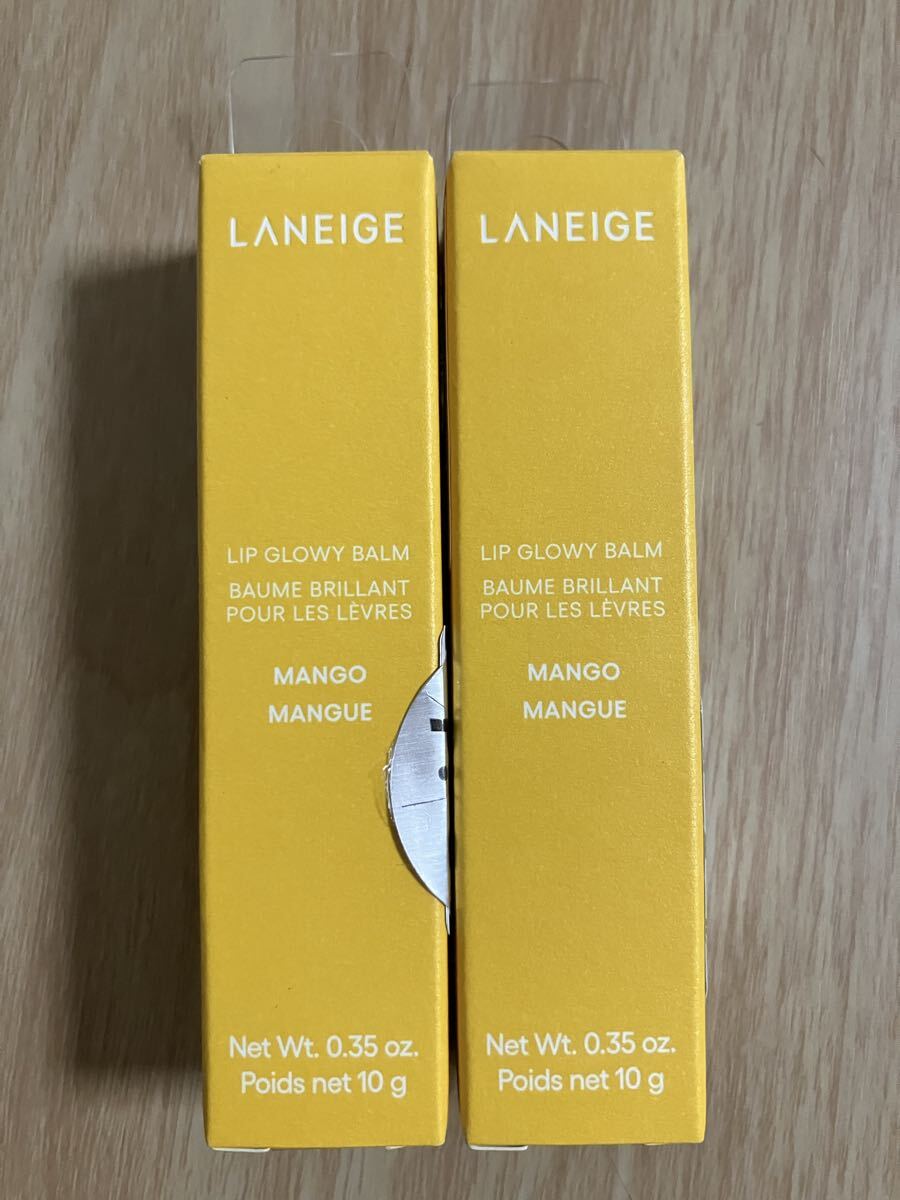 LANEIGE
LIP GLOWY BALM
BAUME BRILLANT
POUR LES LÈVRES
MANGO
MANGUE
Net Wt. 0.35 oz.
Poids net 10 g
LANEIGE
LIP GLOWY BALM
BAUME BRILLANT
POUR LES LÈVRES
MANGO
MANGUE
Net Wt. 0.35 oz.
Poids net 10 g